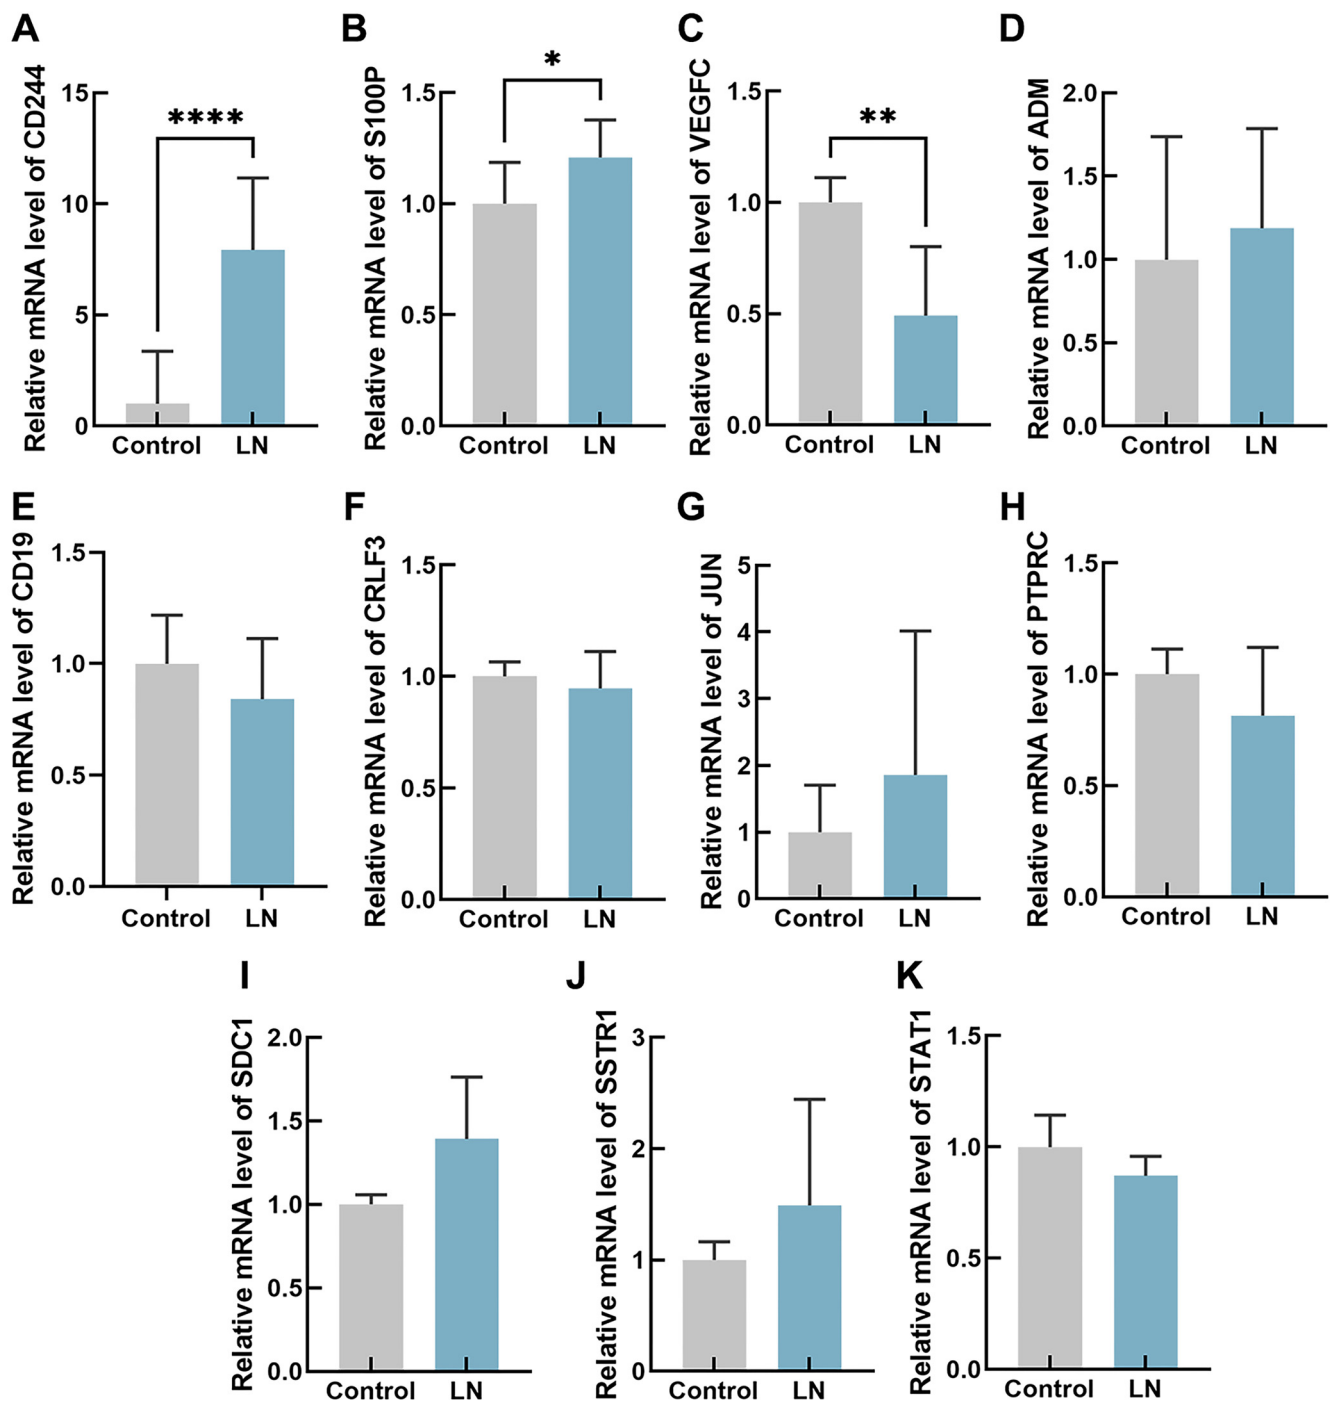 A
Relative mRNA level of CD244
15
10
5
0
****
Control LN
B
Relative mRNA level of S100P
1.5
1.0
0.5
0.0
*
Control LN
C
Relative mRNA level of VEGFC
1.5
1.0
0.5
0.0
**
Control LN
D
Relative mRNA level of ADM
2.0
1.5
1.0
0.5
0.0
Control LN
E
Relative mRNA level of CD19
1.5
1.0
0.5
0.0
Control LN
F
Relative mRNA level of CRLF3
1.5
1.0
0.5
0.0
Control LN
G
Relative mRNA level of JUN
5
4
3
2
1
0
Control LN
H
Relative mRNA level of PTPRC
1.5
1.0
0.5
0.0
Control LN
I
Relative mRNA level of SDC1
2.0
1.5
1.0
0.5
0.0
Control LN
J
Relative mRNA level of SSTR1
3
2
1
0
Control LN
K
Relative mRNA level of STAT1
1.5
1.0
0.5
0.0
Control LN